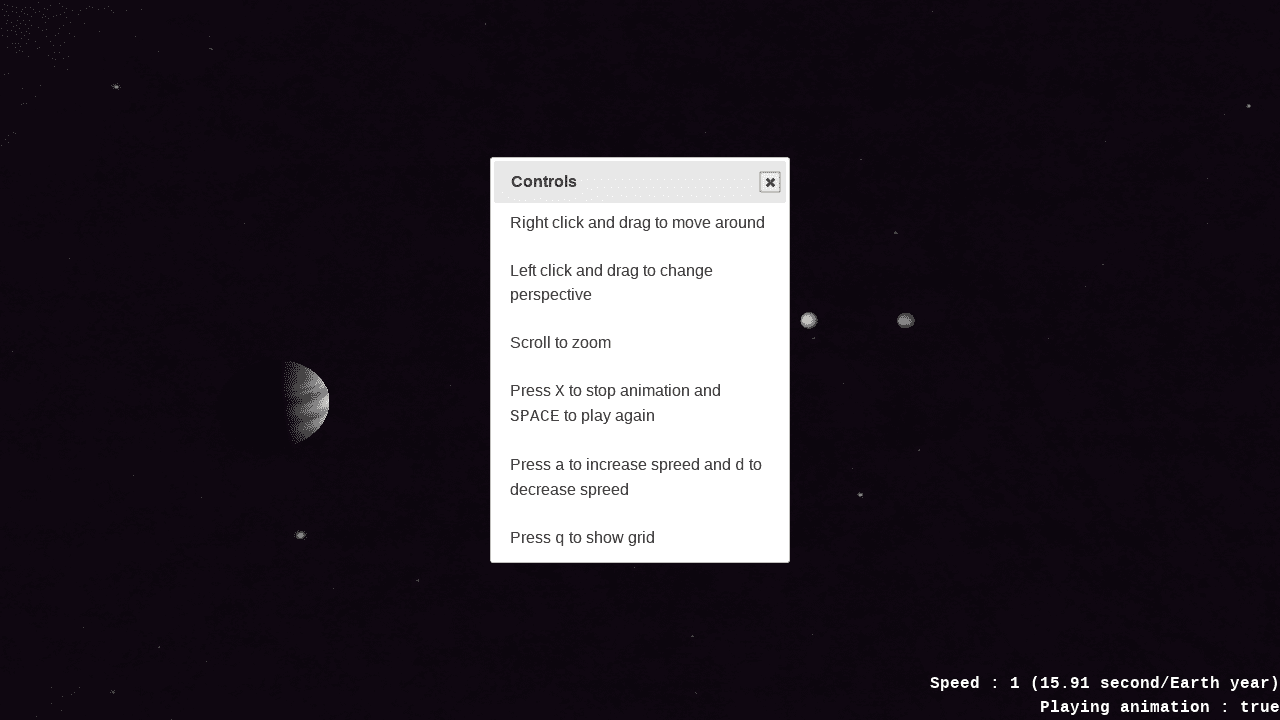 Controls
Right click and drag to move around
Left click and drag to change
perspective
Scroll to zoom
Press X to stop animation and
SPACE to play again
Press a to increase spreed and d to
decrease spreed
Press q to show grid
Speed : 1 (15.91 second/Earth year)
Playing animation : true